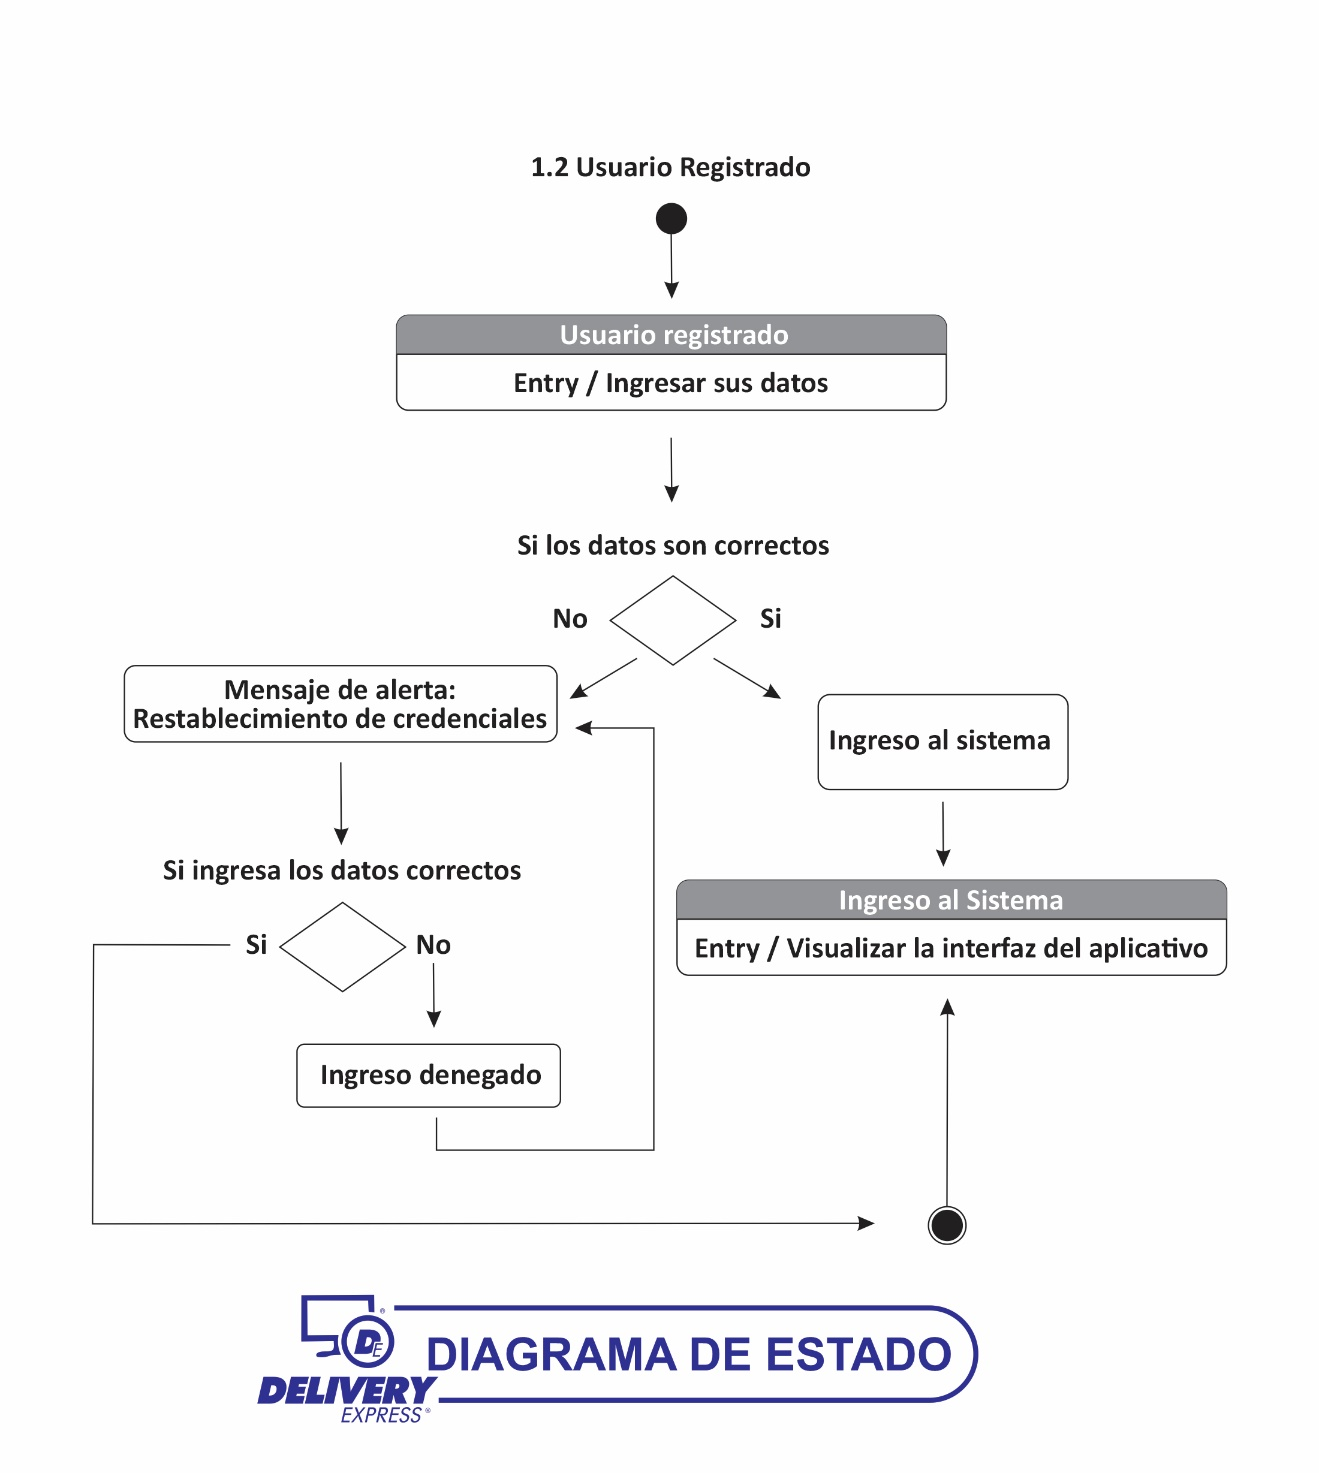 1.2 Usuario Registrado
Usuario registrado
Entry / Ingresar sus datos
Si los datos son correctos
No
Si
Mensaje de alerta:
Restablecimiento de credenciales
Ingreso al sistema
Si ingresa los datos correctos
Ingreso al Sistema
Entry / Visualizar la interfaz del aplicativo
Si
No
Ingreso denegado
DE
DIAGRAMA DE ESTADO
DELIVERY
EXPRESS®